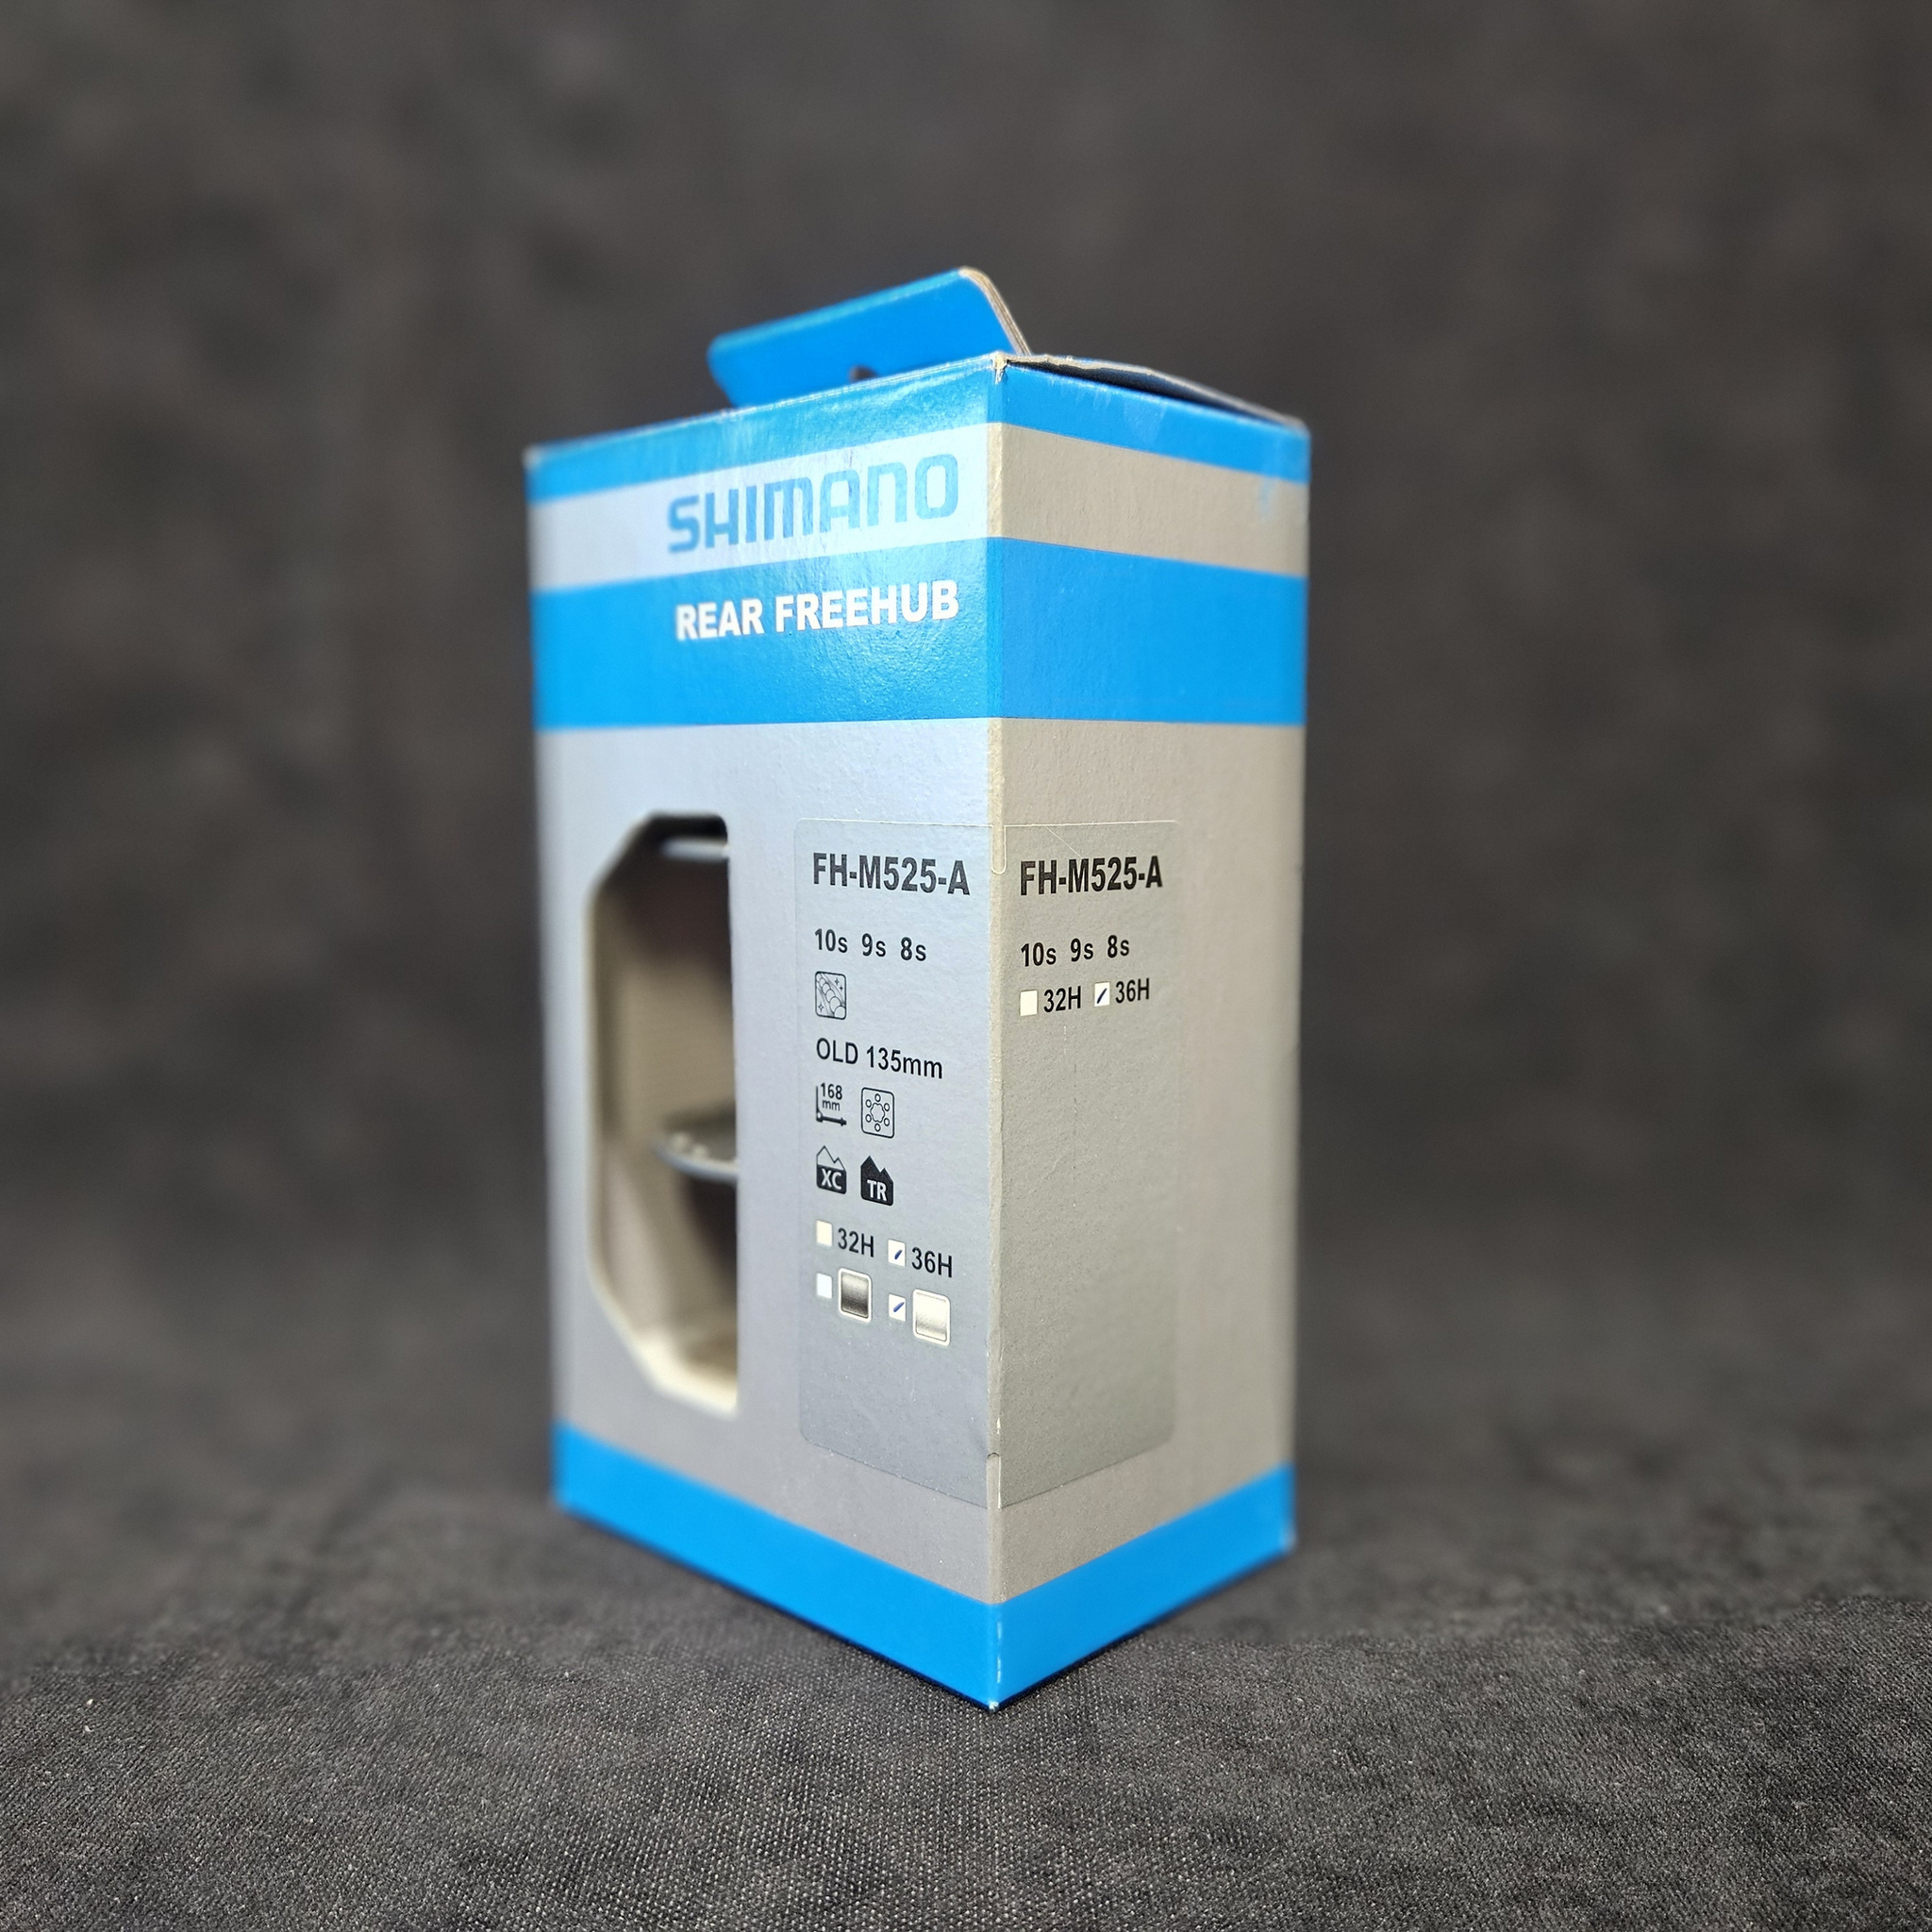 SHIMANO
REAR FREEHUB
FH-M525-A
10s 9s 8s
OLD 135mm
168
mm
XC TR
32H 36H
FH-M525-A
10s 9s 8s
32H 36H